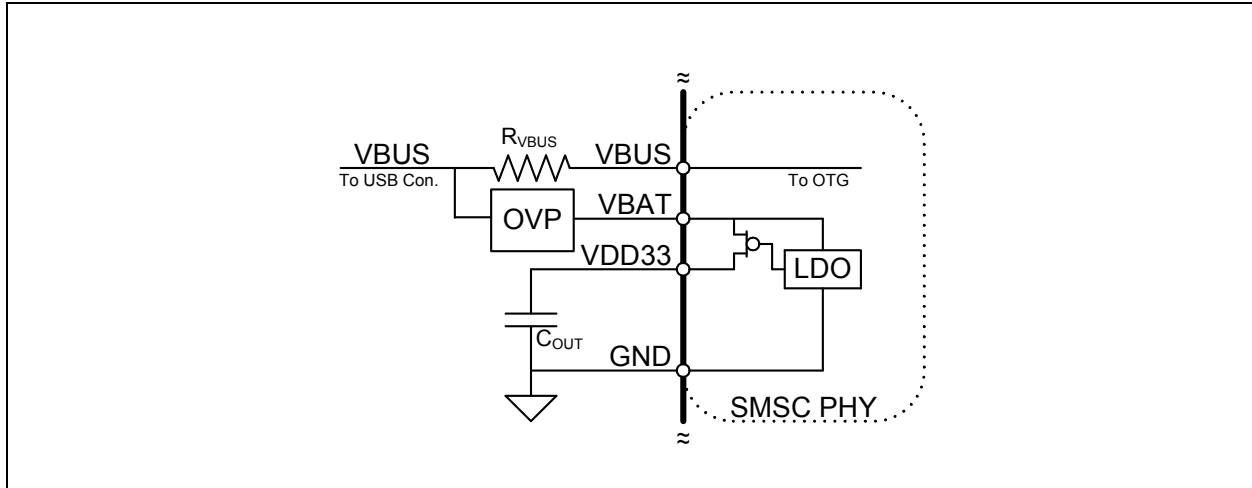 ≈
R_VBUS
VBUS
VBUS
To USB Con.
To OTG
OVP
VBAT
VDD33
LDO
C_OUT
GND
SMSC PHY
≈